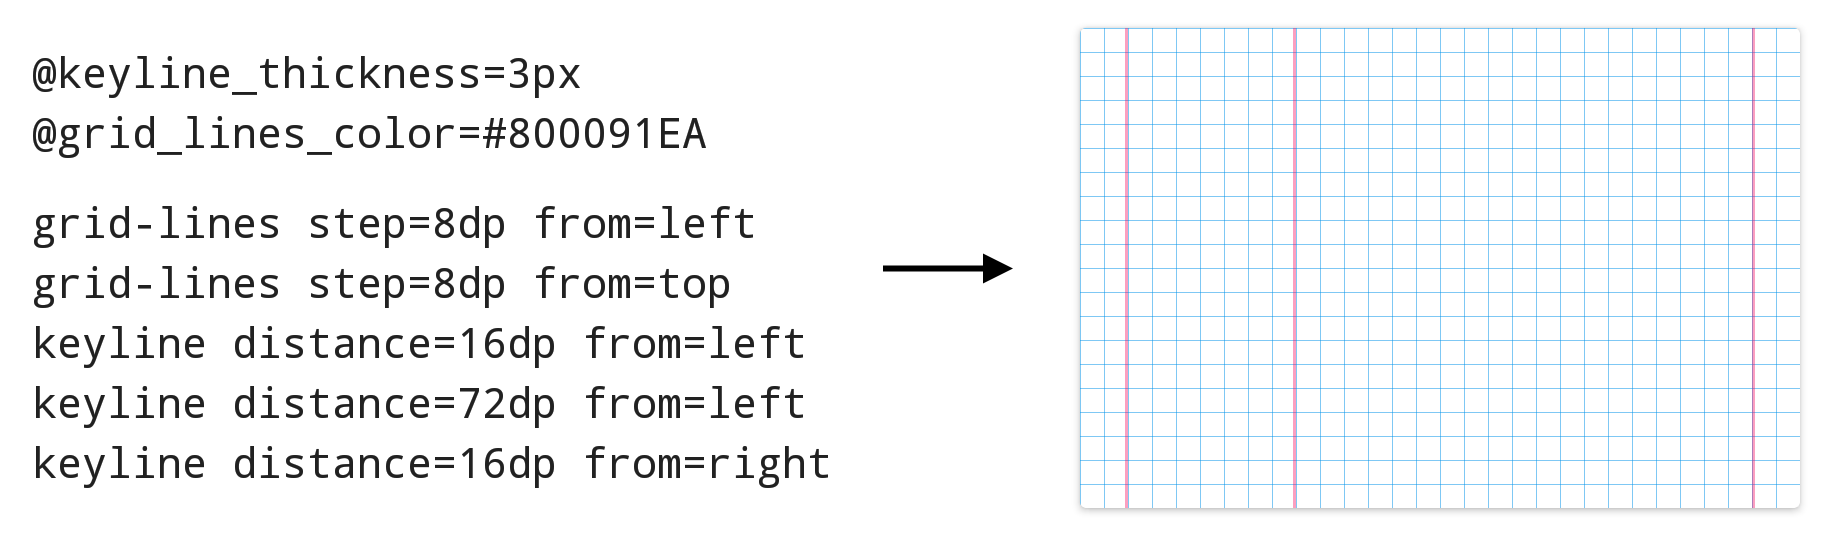 @keyline_thickness=3px
@grid_lines_color=#800091EA
grid-lines step=8dp from=left
grid-lines step=8dp from=top
keyline distance=16dp from=left
keyline distance=72dp from=left
keyline distance=16dp from=right